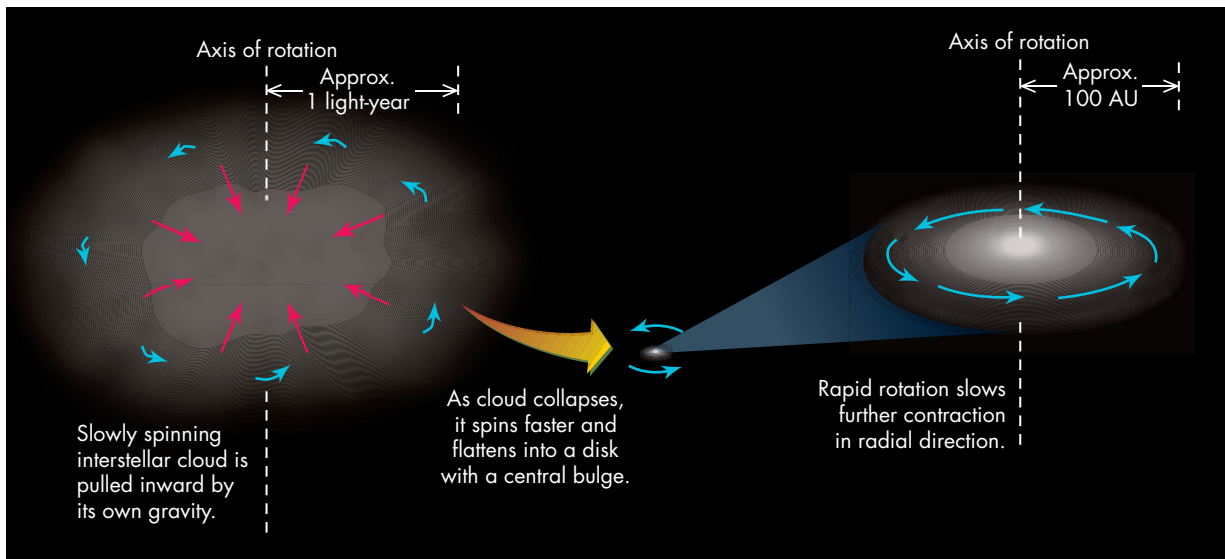 Axis of rotation
Approx.
1 light-year
Slowly spinning
interstellar cloud is
pulled inward by
its own gravity.
As cloud collapses,
it spins faster and
flattens into a disk
with a central bulge.
Axis of rotation
Approx.
100 AU
Rapid rotation slows
further contraction
in radial direction.